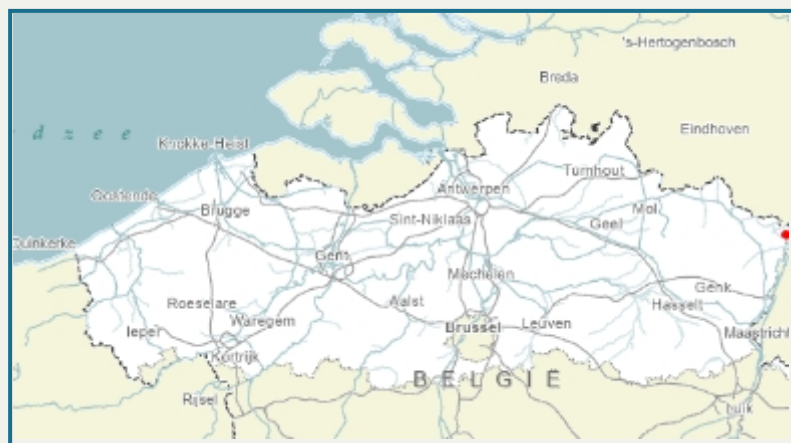 's-Hertogenbosch
Breda
dzee
Eindhoven
Knokke-Heist
Turnhout
Antwerpen
Oostende
Mol
Brugge
Sint-Niklaas
Geel
Duinkerke
Gent
Mechelen
Genk
Roeselare
Aalst
Hasselt
Ieper
Waregem
Brussel
Leuven
Maastricht
Kortrijk
BELGIË
Rijsel
Luik